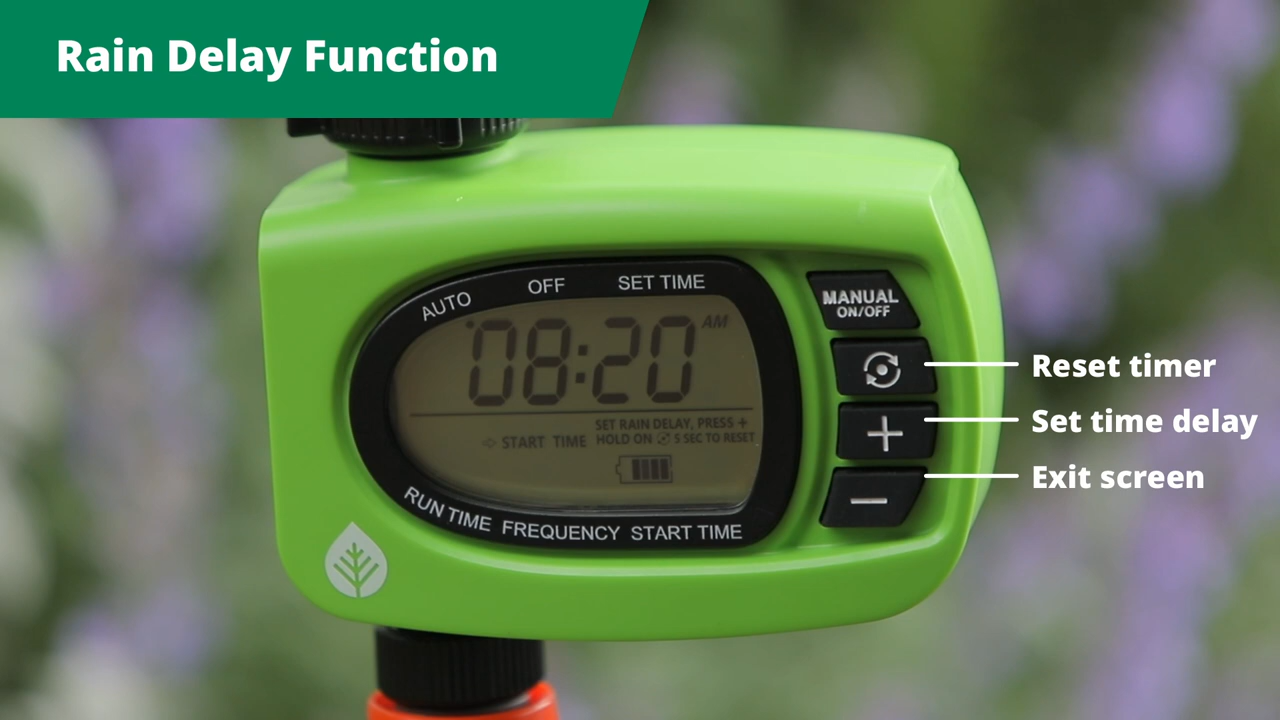 Rain Delay Function
AUTO OFF SET TIME
08:20 AM
SET RAIN DELAY, PRESS +
START TIME HOLD ON 5 SEC TO RESET
RUN TIME FREQUENCY START TIME
MANUAL
ON/OFF
Reset timer
+ Set time delay
− Exit screen